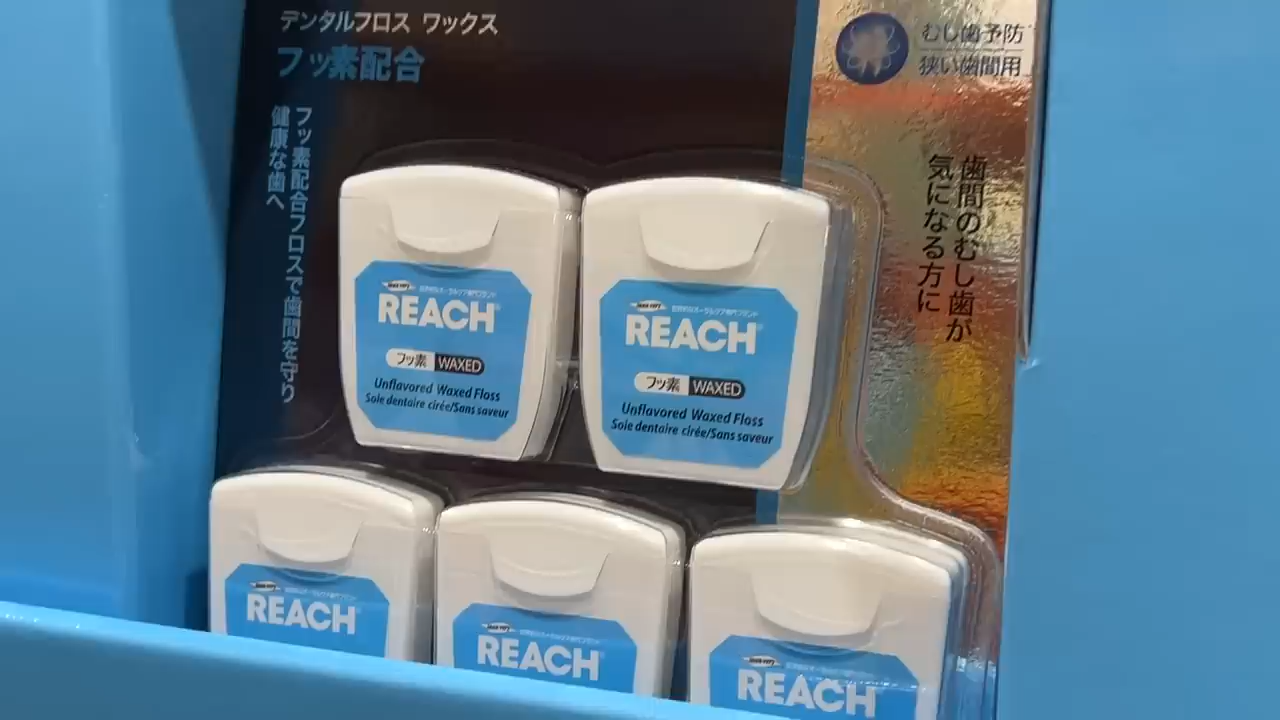 デンタルフロス ワックス
フッ素配合
フッ素配合フロスで歯間を守り
健康な歯へ
むし歯予防
狭い歯間用
歯間のむし歯が
気になる方に
REACH
フッ素 WAXED
Unflavored Waxed Floss
Soie dentaire cirée/Sans saveur
REACH
フッ素 WAXED
Unflavored Waxed Floss
Soie dentaire cirée/Sans saveur
REACH
REACH
REACH